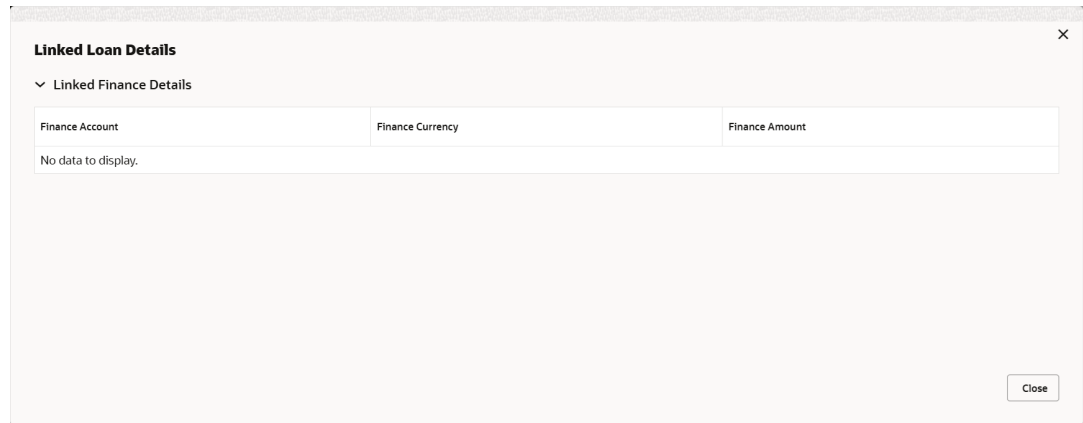 Linked Loan Details
Linked Finance Details
Finance Account Finance Currency Finance Amount
No data to display.
Close